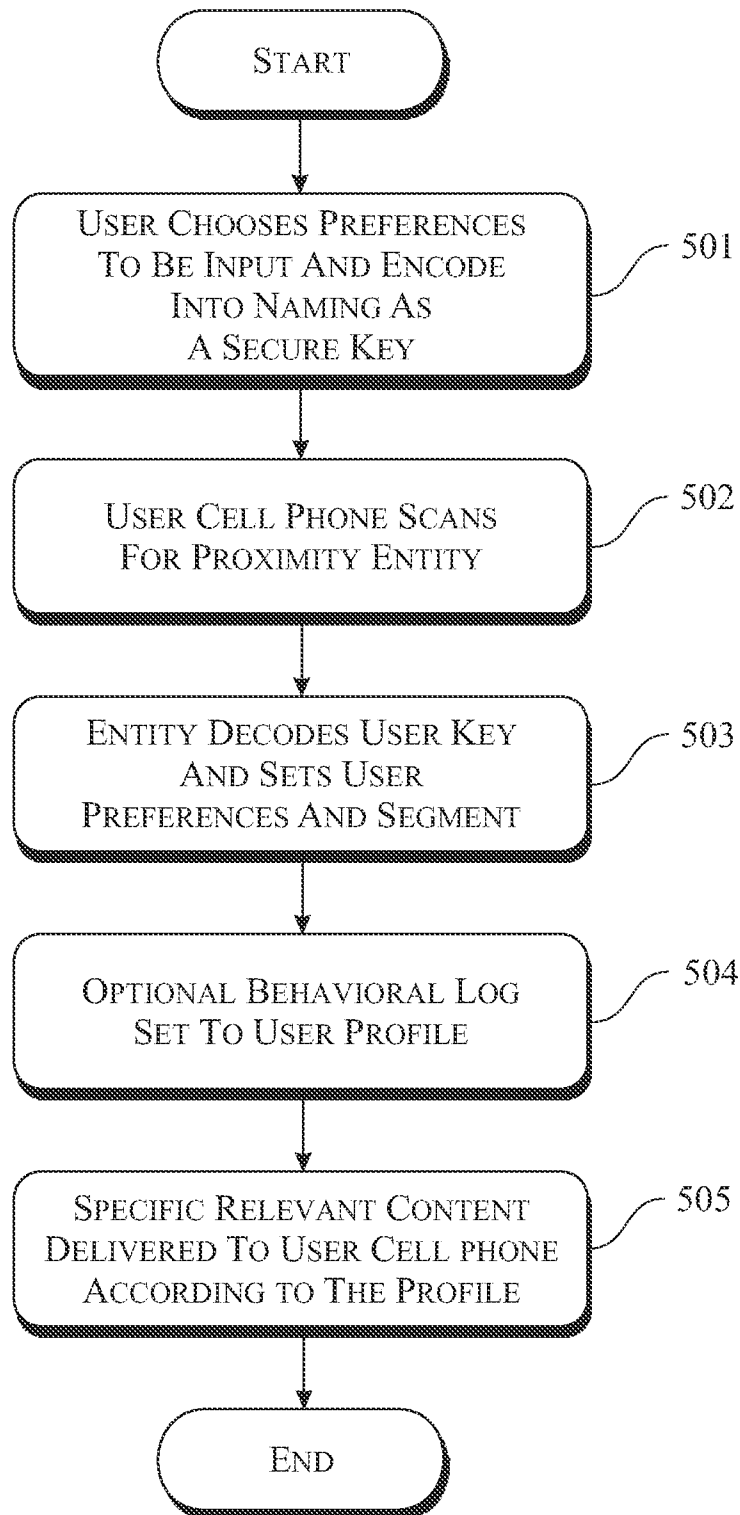 START
USER CHOOSES PREFERENCES
TO BE INPUT AND ENCODE
INTO NAMING AS
A SECURE KEY
501
USER CELL PHONE SCANS
FOR PROXIMITY ENTITY
502
ENTITY DECODES USER KEY
AND SETS USER
PREFERENCES AND SEGMENT
503
OPTIONAL BEHAVIORAL LOG
SET TO USER PROFILE
504
SPECIFIC RELEVANT CONTENT
DELIVERED TO USER CELL PHONE
ACCORDING TO THE PROFILE
505
END